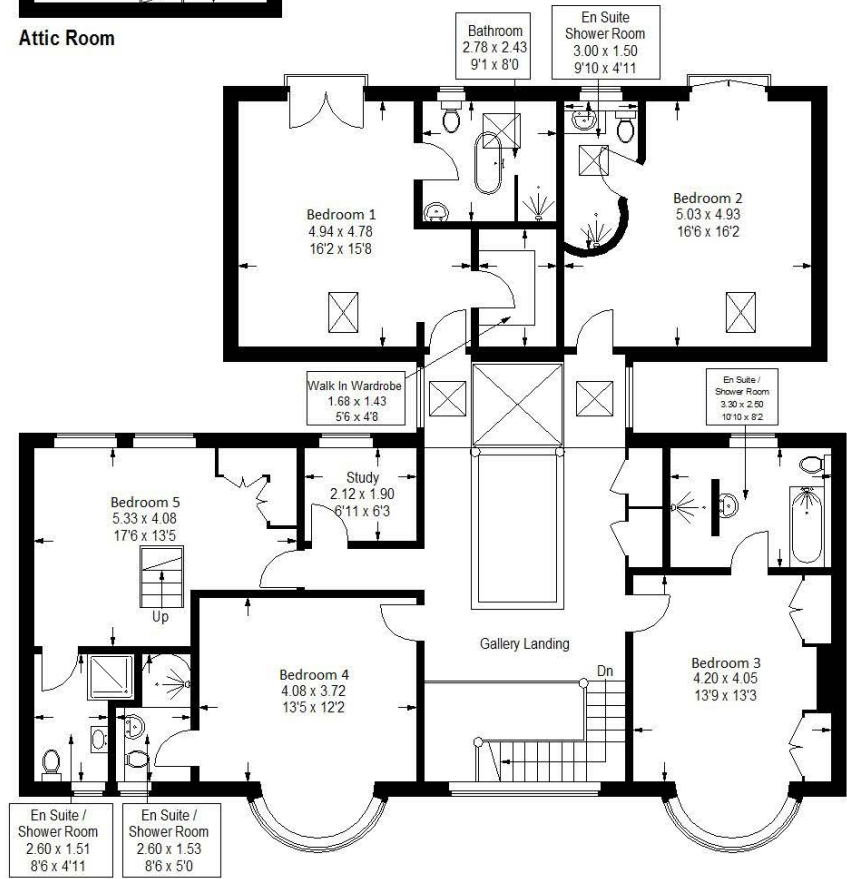 Attic Room
Bathroom
2.78 x 2.43
9'1 x 8'0
En Suite
Shower Room
3.00 x 1.50
9'10 x 4'11
Bedroom 1
4.94 x 4.78
16'2 x 15'8
Bedroom 2
5.03 x 4.93
16'6 x 16'2
Walk In Wardrobe
1.68 x 1.43
5'6 x 4'8
En Suite /
Shower Room
3.30 x 2.50
10'10 x 8'2
Bedroom 5
5.33 x 4.08
17'6 x 13'5
Study
2.12 x 1.90
6'11 x 6'3
Up
Gallery Landing
Dn
Bedroom 4
4.08 x 3.72
13'5 x 12'2
Bedroom 3
4.20 x 4.05
13'9 x 13'3
En Suite /
Shower Room
2.60 x 1.51
8'6 x 4'11
En Suite /
Shower Room
2.60 x 1.53
8'6 x 5'0